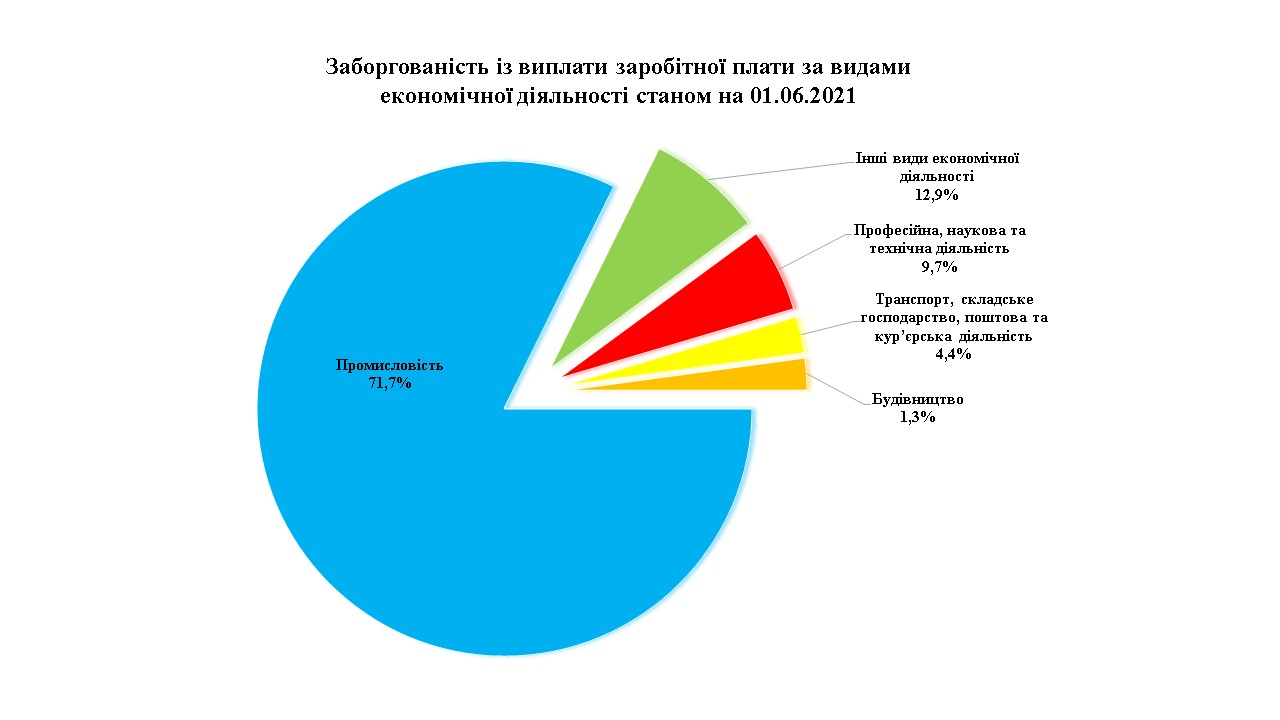 Заборгованість із виплати заробітної плати за видами
економічної діяльності станом на 01.06.2021
Інші види економічної
діяльності
12,9%
Професійна, наукова та
технічна діяльність
9,7%
Транспорт, складське
господарство, поштова та
кур’єрська діяльність
4,4%
Промисловість
71,7%
Будівництво
1,3%